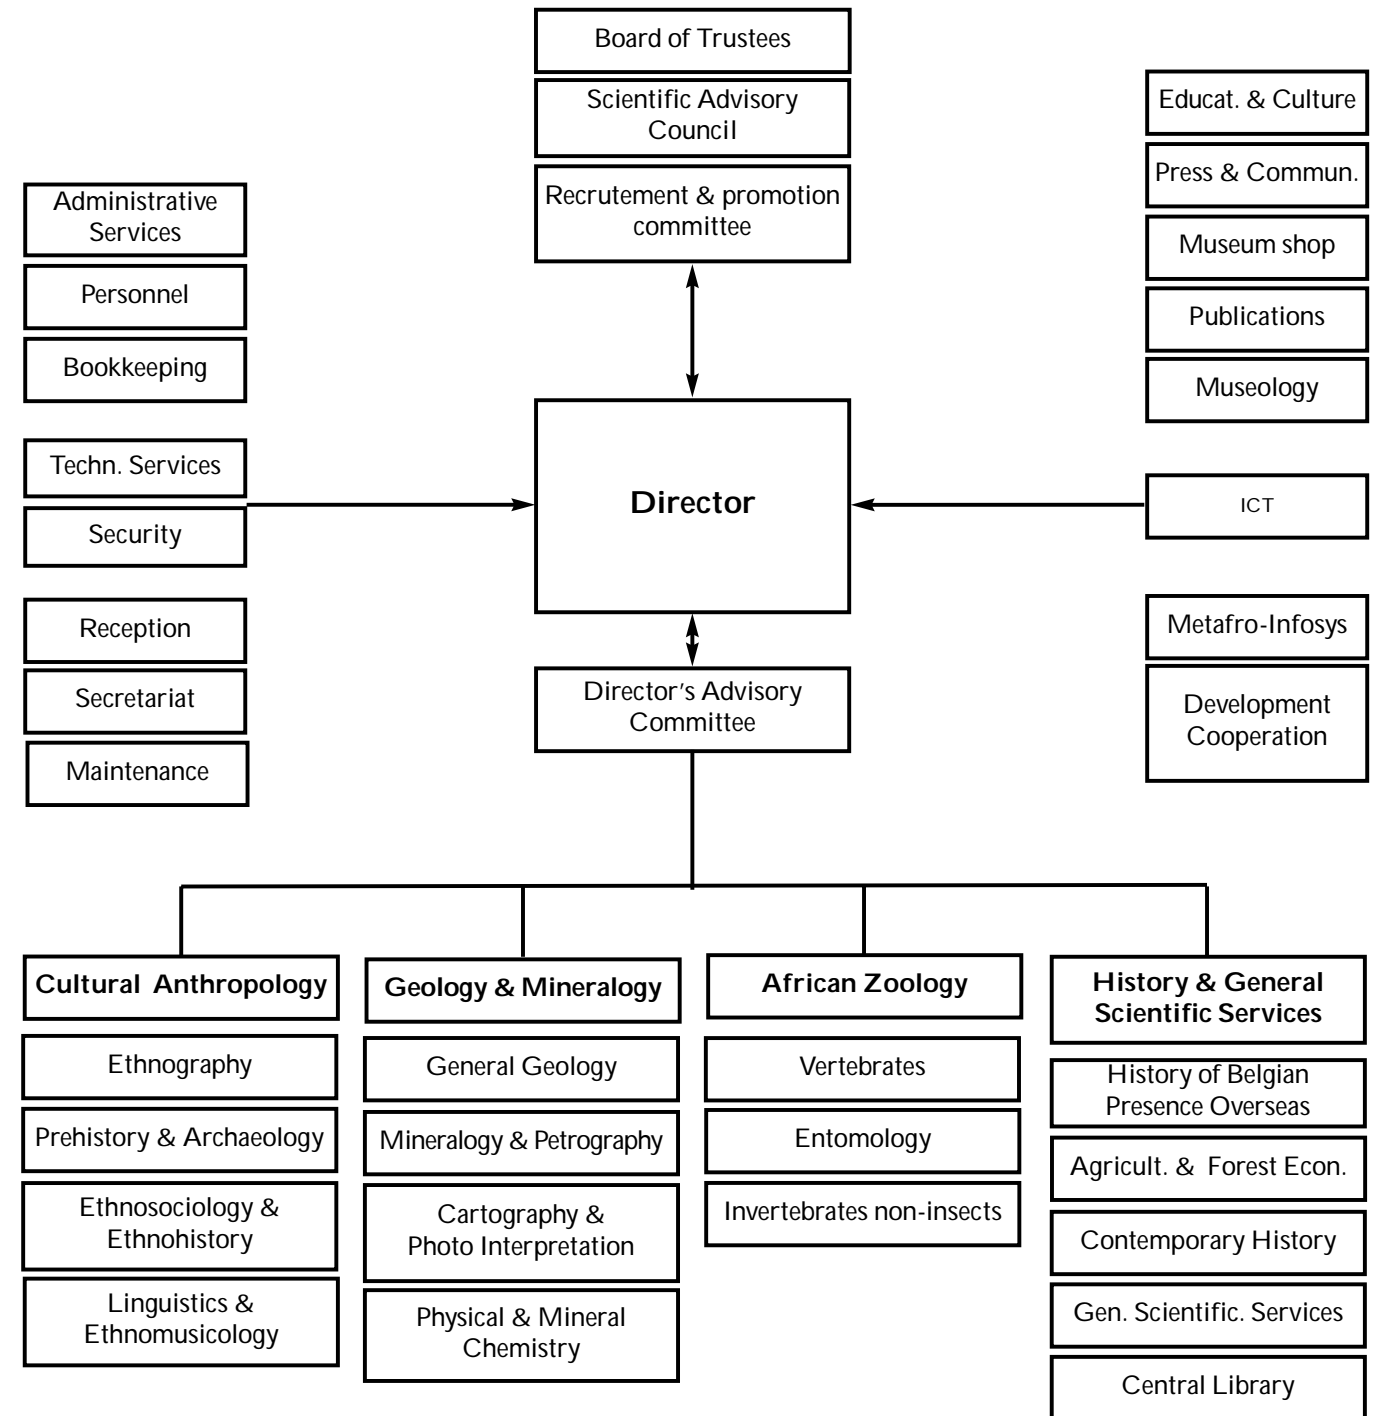 Board of Trustees
Scientific Advisory
Council
Recrutement & promotion
committee
Administrative
Services
Personnel
Bookkeeping
Techn. Services
Security
Reception
Secretariat
Maintenance
Director
Director's Advisory
Committee
Educat. & Culture
Press & Commun.
Museum shop
Publications
Museology
ICT
Metafro-Infosys
Development
Cooperation
Cultural Anthropology
Ethnography
Prehistory & Archaeology
Ethnosociology &
Ethnohistory
Linguistics &
Ethnomusicology
Geology & Mineralogy
General Geology
Mineralogy & Petrography
Cartography &
Photo Interpretation
Physical & Mineral
Chemistry
African Zoology
Vertebrates
Entomology
Invertebrates non-insects
History & General
Scientific Services
History of Belgian
Presence Overseas
Agricult. & Forest Econ.
Contemporary History
Gen. Scientific. Services
Central Library